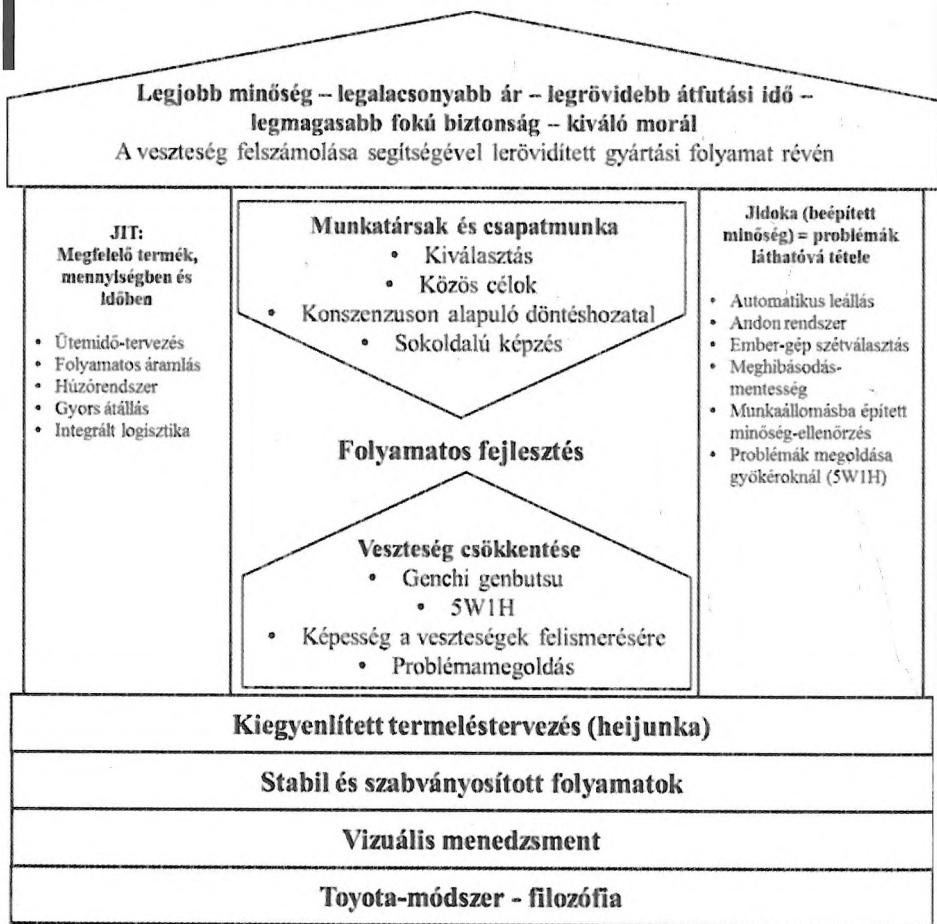 Legjobb minőség – legalacsonyabb ár – legrövidebb átfutási idő –
legmagasabb fokú biztonság – kiváló morál
A veszteség felszámolása segítségével lerövidített gyártási folyamat révén
JIT:
Megfelelő termék,
mennyiségben és
időben
• Ütemidő-tervezés
• Folyamatos áramlás
• Húzórendszer
• Gyors átállás
• Integrált logisztika
Munkatársak és csapatmunka
• Kiválasztás
• Közös célok
• Konszenzuson alapuló döntéshozatal
• Sokoldalú képzés
Folyamatos fejlesztés
Veszteség csökkentése
• Genchi genbutsu
• 5W1H
• Képesség a veszteségek felismerésére
• Problémamegoldás
Jidoka (beépített
minőség) = problémák
láthatóvá tétele
• Automatikus leállás
• Andon rendszer
• Ember-gép szétválasztás
• Meghibásodás-
mentesség
• Munkaállomásba épített
minőség-ellenőrzés
• Problémák megoldása
gyökéroknál (5W1H)
Kiegyenlített termeléstervezés (heijunka)
Stabil és szabványosított folyamatok
Vizuális menedzsment
Toyota-módszer - filozófia